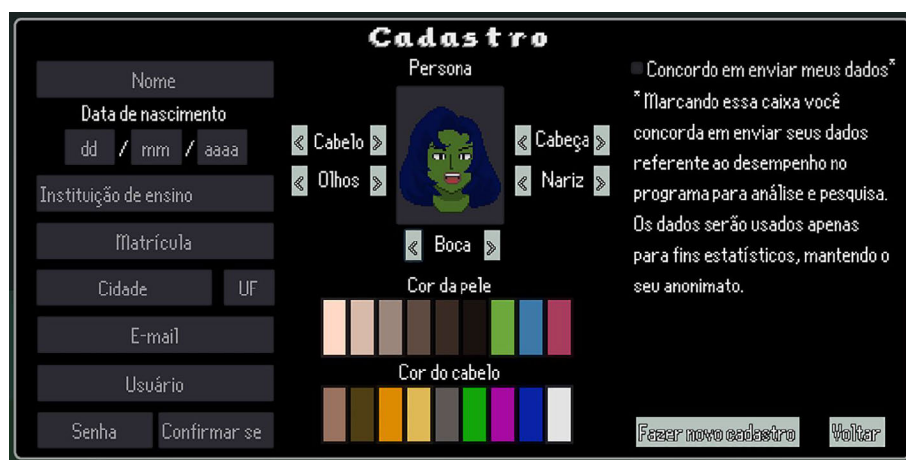 Cadastro
Nome
Data de nascimento
dd / mm / aaaa
Instituição de ensino
Matrícula
Cidade
UF
E-mail
Usuário
Senha
Confirmar se
Persona
« Cabelo »
« Cabeça »
« Olhos »
« Nariz »
« Boca »
Cor da pele
Cor do cabelo
Concordo em enviar meus dados*
*Marcando essa caixa você
concorda em enviar seus dados
referente ao desempenho no
programa para análise e pesquisa.
Os dados serão usados apenas
para fins estatísticos, mantendo o
seu anonimato.
Fazer novo cadastro
Voltar